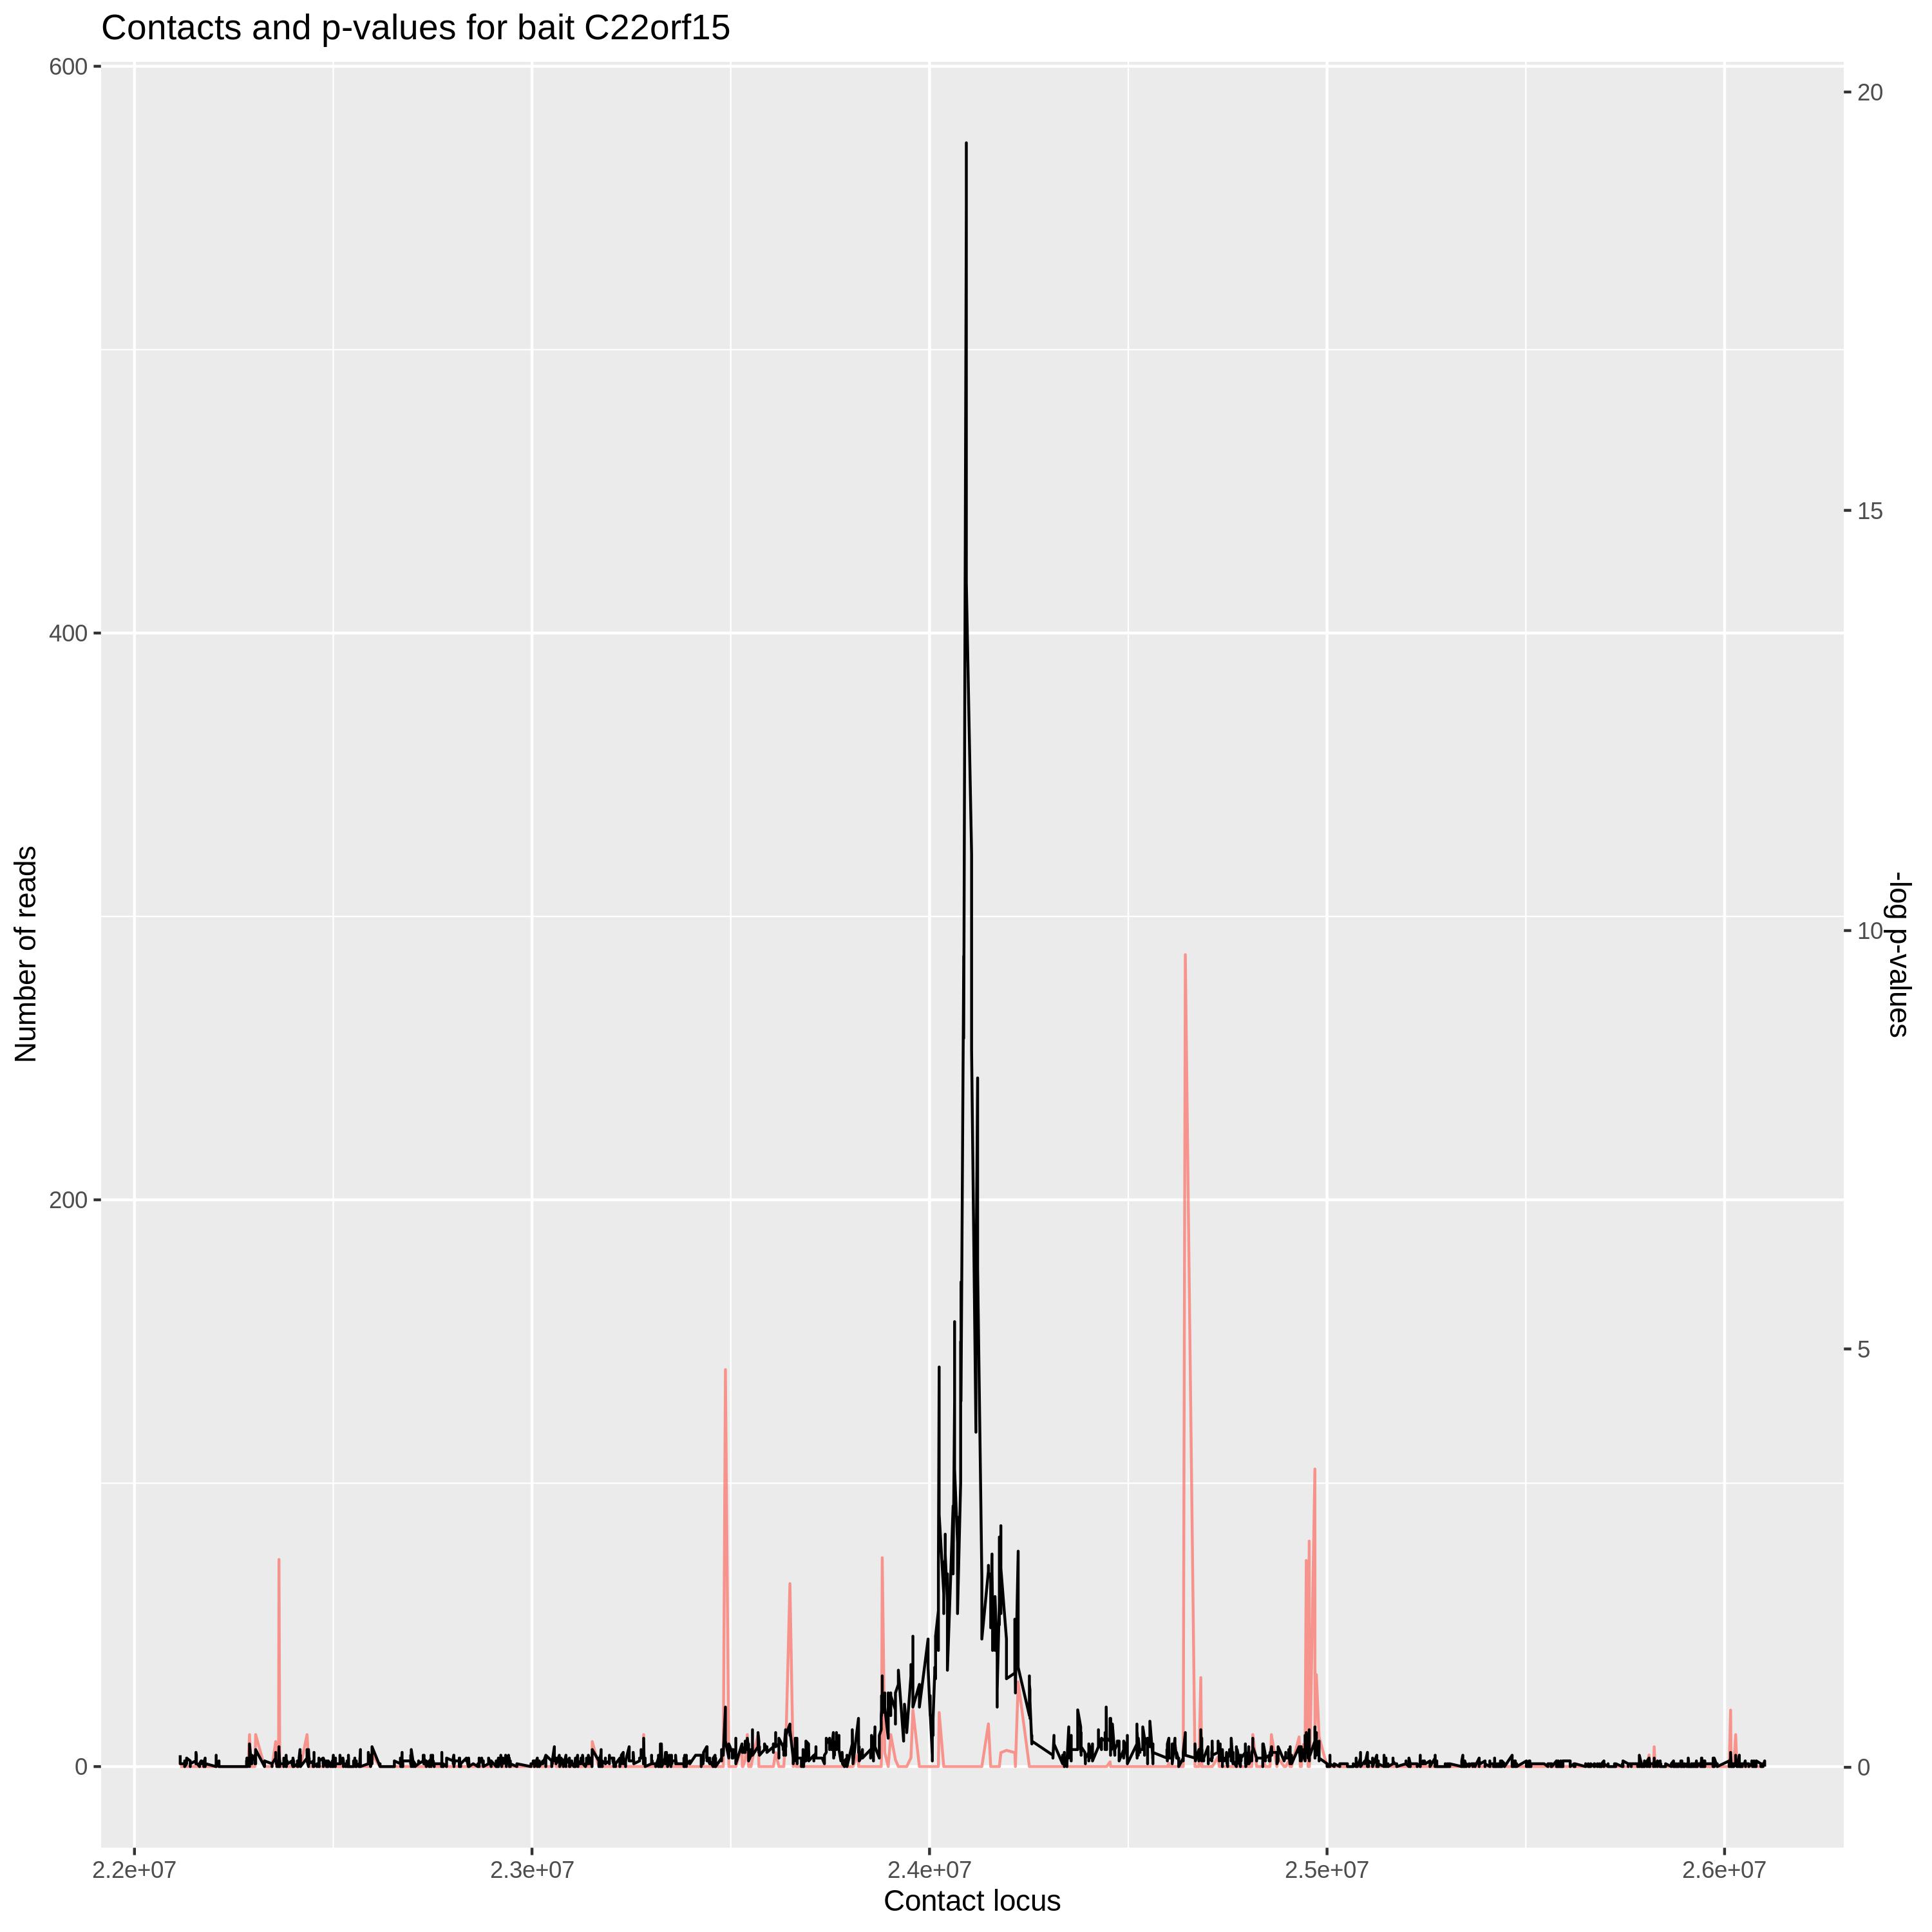 Contacts and p-values for bait C22orf15
600
400
200
0
Number of reads
20
15
10
5
0
-log p-values
2.2e+07
2.3e+07
2.4e+07
2.5e+07
2.6e+07
Contact locus